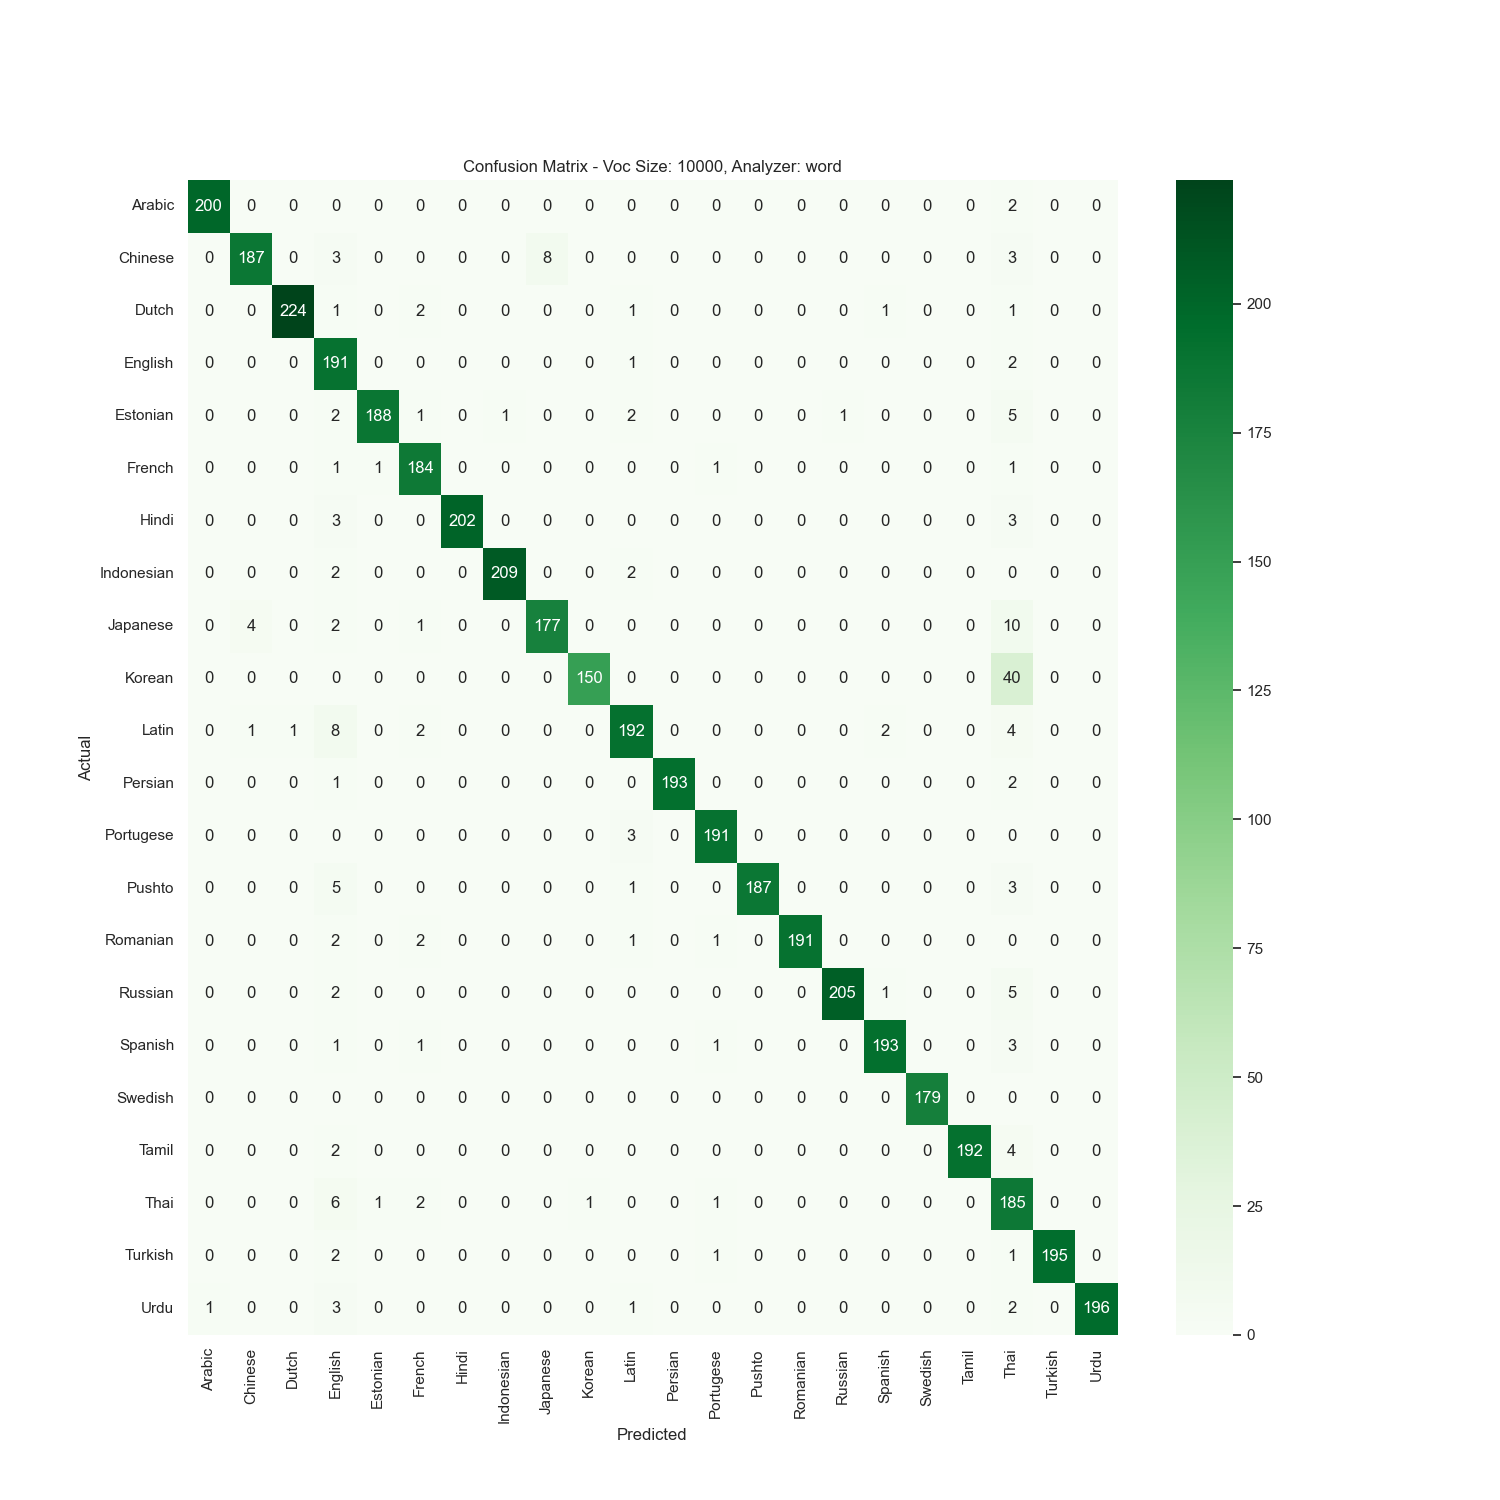 Confusion Matrix - Voc Size: 10000, Analyzer: word
Arabic 200 0 0 0 0 0 0 0 0 0 0 0 0 0 0 0 0 0 0 2 0 0
Chinese 0 187 0 3 0 0 0 0 8 0 0 0 0 0 0 0 0 0 0 3 0 0
Dutch 0 0 224 1 0 2 0 0 0 0 1 0 0 0 0 0 1 0 0 1 0 0
English 0 0 0 191 0 0 0 0 0 0 1 0 0 0 0 0 0 0 0 2 0 0
Estonian 0 0 0 2 188 1 0 1 0 0 2 0 0 0 0 1 0 0 0 5 0 0
French 0 0 0 1 1 184 0 0 0 0 0 0 1 0 0 0 0 0 0 1 0 0
Hindi 0 0 0 3 0 0 202 0 0 0 0 0 0 0 0 0 0 0 0 3 0 0
Indonesian 0 0 0 2 0 0 0 209 0 0 2 0 0 0 0 0 0 0 0 0 0 0
Japanese 0 4 0 2 0 1 0 0 177 0 0 0 0 0 0 0 0 0 0 10 0 0
Korean 0 0 0 0 0 0 0 0 0 150 0 0 0 0 0 0 0 0 0 40 0 0
Latin 0 1 1 8 0 2 0 0 0 0 192 0 0 0 0 0 2 0 0 4 0 0
Persian 0 0 0 1 0 0 0 0 0 0 0 193 0 0 0 0 0 0 0 2 0 0
Portugese 0 0 0 0 0 0 0 0 0 0 3 0 191 0 0 0 0 0 0 0 0 0
Pushto 0 0 0 5 0 0 0 0 0 0 1 0 0 187 0 0 0 0 0 3 0 0
Romanian 0 0 0 2 0 2 0 0 0 0 1 0 1 0 191 0 0 0 0 0 0 0
Russian 0 0 0 2 0 0 0 0 0 0 0 0 0 0 0 205 1 0 0 5 0 0
Spanish 0 0 0 1 0 1 0 0 0 0 0 0 1 0 0 0 193 0 0 3 0 0
Swedish 0 0 0 0 0 0 0 0 0 0 0 0 0 0 0 0 0 179 0 0 0 0
Tamil 0 0 0 2 0 0 0 0 0 0 0 0 0 0 0 0 0 0 192 4 0 0
Thai 0 0 0 6 1 2 0 0 0 1 0 0 1 0 0 0 0 0 0 185 0 0
Turkish 0 0 0 2 0 0 0 0 0 0 0 0 1 0 0 0 0 0 0 1 195 0
Urdu 1 0 0 3 0 0 0 0 0 0 1 0 0 0 0 0 0 0 0 2 0 196
Actual
Arabic Chinese Dutch English Estonian French Hindi Indonesian Japanese Korean Latin Persian Portugese Pushto Romanian Russian Spanish Swedish Tamil Thai Turkish Urdu
Predicted
200
175
150
125
100
75
50
25
0